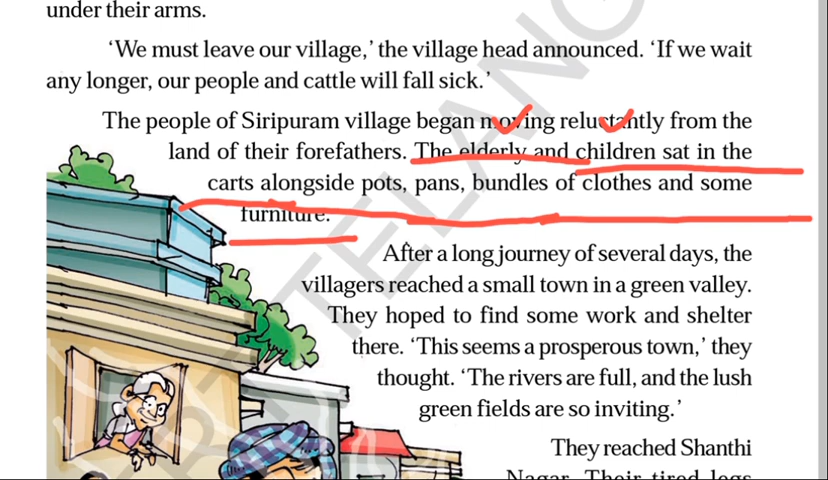 under their arms.
‘We must leave our village,’ the village head announced. ‘If we wait
any longer, our people and cattle will fall sick.’
The people of Siripuram village began moving reluctantly from the
land of their forefathers. The elderly and children sat in the
carts alongside pots, pans, bundles of clothes and some
furniture.
After a long journey of several days, the
villagers reached a small town in a green valley.
They hoped to find some work and shelter
there. ‘This seems a prosperous town,’ they
thought. ‘The rivers are full, and the lush
green fields are so inviting.’
They reached Shanthi
Nagar. Their tired legs